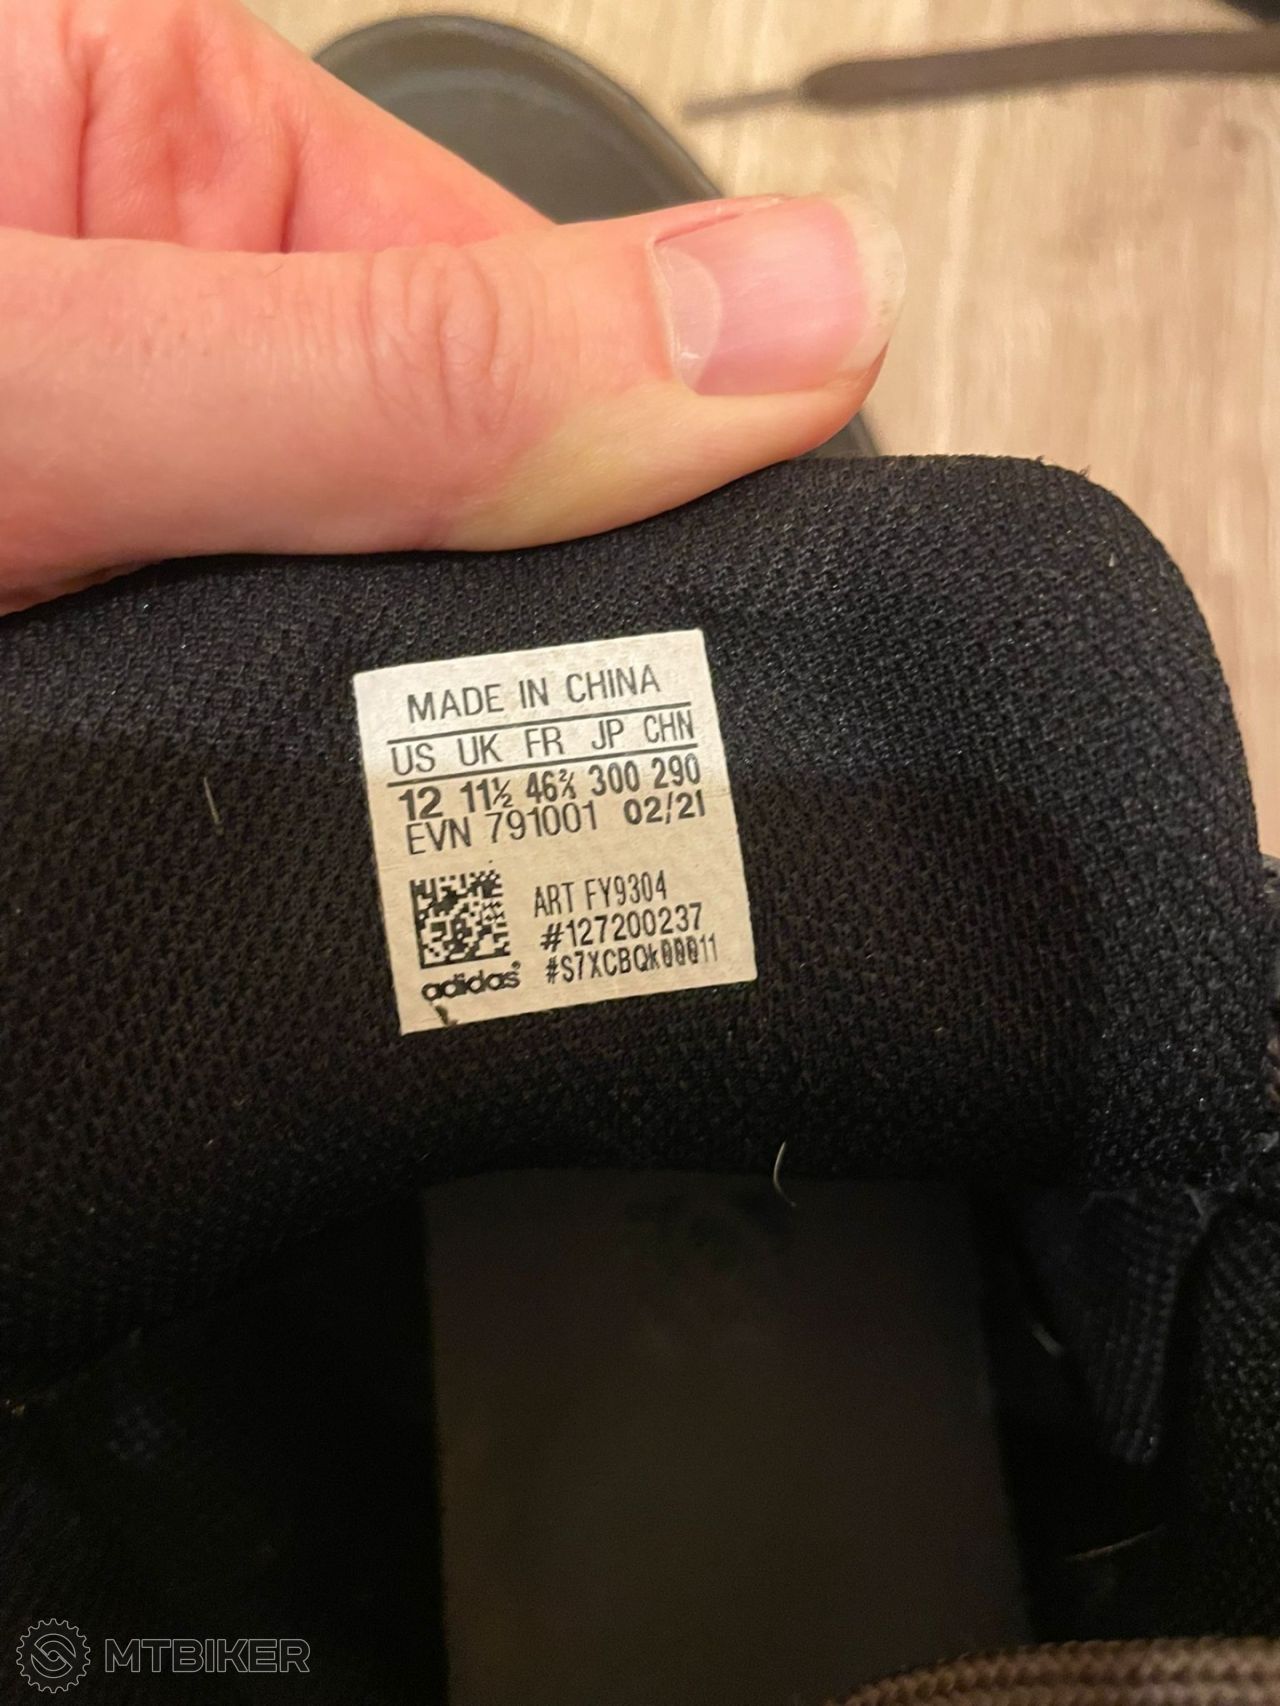 MADE IN CHINA
US UK FR JP CHN
12 11½ 46⅔ 300 290
EVN 791001 02/21
ART FY9304
#127200237
adidas
MTBIKER